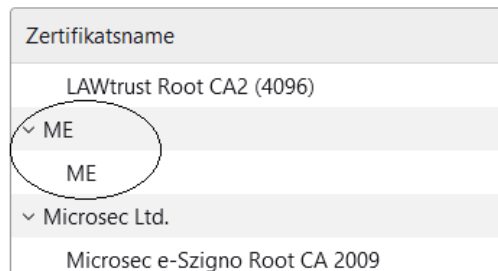 Zertifikatsname
LAWtrust Root CA2 (4096)
ME
ME
Microsec Ltd.
Microsec e-Szigno Root CA 2009